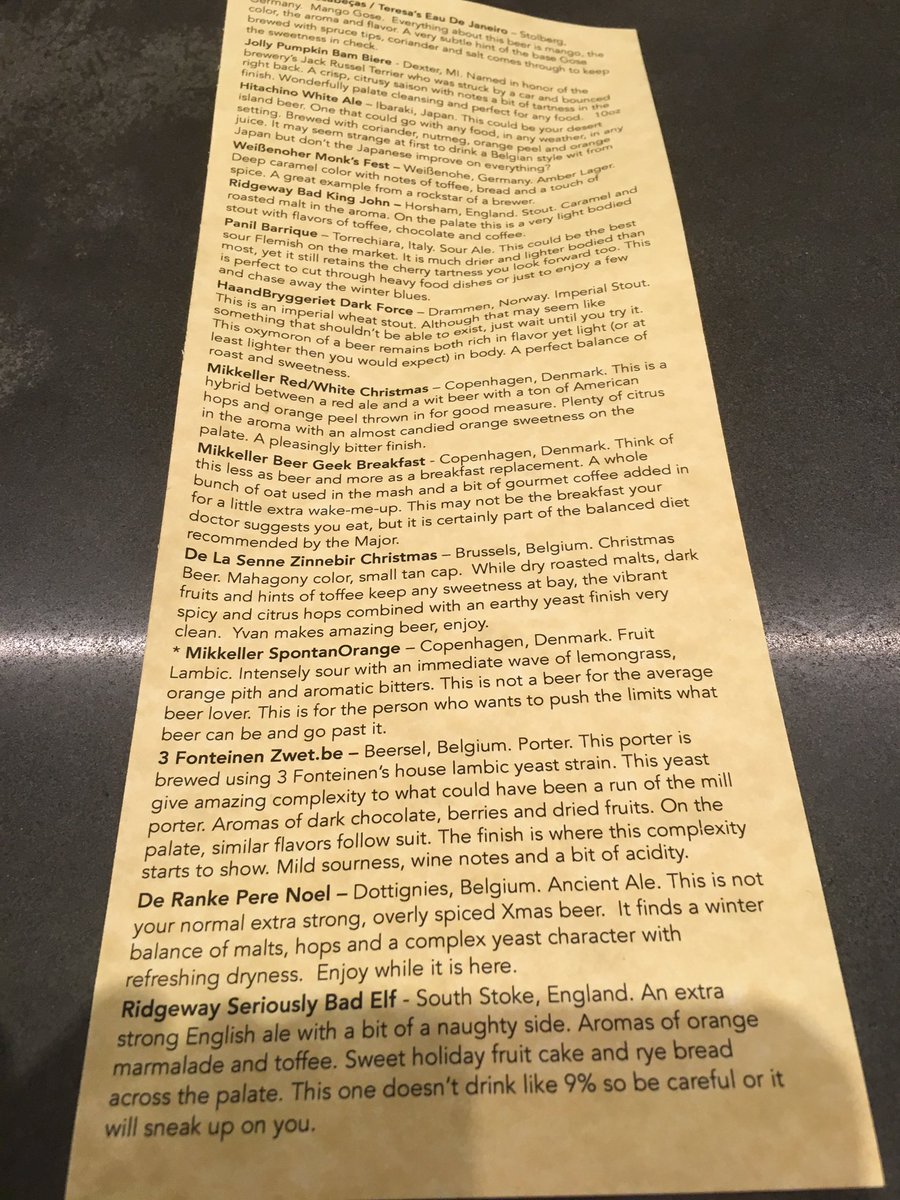 / Teresa's Eau De Janeiro – Stolberg,
Germany. Mango Gose. Everything about this beer is mango, the
color, the aroma and flavor. A very subtle hint of the base Gose
brewed with spruce tips, coriander and salt comes through to keep
the sweetness in check.
Jolly Pumpkin Bam Biere - Dexter, MI. Named in honor of the
brewery's Jack Russel Terrier who was struck by a car and bounced
right back. A crisp, citrusy saison with notes a bit of tartness in the
finish. Wonderfully palate cleansing and perfect for any food. 10oz
Hitachino White Ale – Ibaraki, Japan. This could be your desert
island beer. One that could go with any food, in any weather, in any
setting. Brewed with coriander, nutmeg, orange peel and orange
juice. It may seem strange at first to drink a Belgian style wit from
Japan but don't the Japanese improve on everything?
Weißenoher Monk's Fest – Weißenohe, Germany. Amber Lager.
Deep caramel color with notes of toffee, bread and a touch of
spice. A great example from a rockstar of a brewer.
Ridgeway Bad King John – Horsham, England. Stout. Caramel and
roasted malt in the aroma. On the palate this is a very light bodied
stout with flavors of toffee, chocolate and coffee.
Panil Barrique – Torrechiara, Italy. Sour Ale. This could be the best
sour Flemish on the market. It is much drier and lighter bodied than
most, yet it still retains the cherry tartness you look forward too. This
is perfect to cut through heavy food dishes or just to enjoy a few
and chase away the winter blues.
HaandBryggeriet Dark Force – Drammen, Norway. Imperial Stout.
This is an imperial wheat stout. Although that may seem like
something that shouldn't be able to exist, just wait until you try it.
This oxymoron of a beer remains both rich in flavor yet light (or at
least lighter then you would expect) in body. A perfect balance of
roast and sweetness.
Mikkeller Red/White Christmas – Copenhagen, Denmark. This is a
hybrid between a red ale and a wit beer with a ton of American
hops and orange peel thrown in for good measure. Plenty of citrus
in the aroma with an almost candied orange sweetness on the
palate. A pleasingly bitter finish.
Mikkeller Beer Geek Breakfast - Copenhagen, Denmark. Think of
this less as beer and more as a breakfast replacement. A whole
bunch of oat used in the mash and a bit of gourmet coffee added in
for a little extra wake-me-up. This may not be the breakfast your
doctor suggests you eat, but it is certainly part of the balanced diet
recommended by the Major.
De La Senne Zinnebir Christmas – Brussels, Belgium. Christmas
Beer. Mahagony color, small tan cap. While dry roasted malts, dark
fruits and hints of toffee keep any sweetness at bay, the vibrant
spicy and citrus hops combined with an earthy yeast finish very
clean. Yvan makes amazing beer, enjoy.
* Mikkeller SpontanOrange – Copenhagen, Denmark. Fruit
Lambic. Intensely sour with an immediate wave of lemongrass,
orange pith and aromatic bitters. This is not a beer for the average
beer lover. This is for the person who wants to push the limits what
beer can be and go past it.
3 Fonteinen Zwet.be – Beersel, Belgium. Porter. This porter is
brewed using 3 Fonteinen's house lambic yeast strain. This yeast
give amazing complexity to what could have been a run of the mill
porter. Aromas of dark chocolate, berries and dried fruits. On the
palate, similar flavors follow suit. The finish is where this complexity
starts to show. Mild sourness, wine notes and a bit of acidity.
De Ranke Pere Noel – Dottignies, Belgium. Ancient Ale. This is not
your normal extra strong, overly spiced Xmas beer. It finds a winter
balance of malts, hops and a complex yeast character with
refreshing dryness. Enjoy while it is here.
Ridgeway Seriously Bad Elf - South Stoke, England. An extra
strong English ale with a bit of a naughty side. Aromas of orange
marmalade and toffee. Sweet holiday fruit cake and rye bread
across the palate. This one doesn't drink like 9% so be careful or it
will sneak up on you.